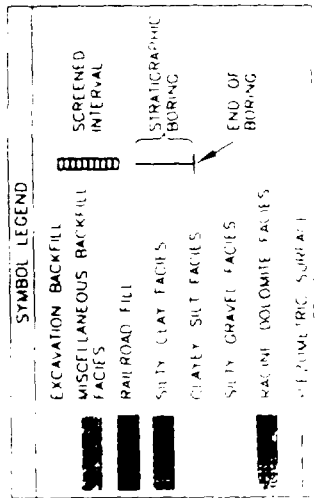 SYMBOL LEGEND
EXCAVATION BACKFILL
MISCELLANEOUS BACKFILL
FACIES
RAILROAD FILL
SILTY CLAY FACIES
CLAYEY SILT FACIES
SILTY GRAVEL FACIES
RACINE DOLOMITE FACIES
SURFACE
SCREENED
INTERVAL
STRATIGRAPHIC
BORING
END OF
BORING